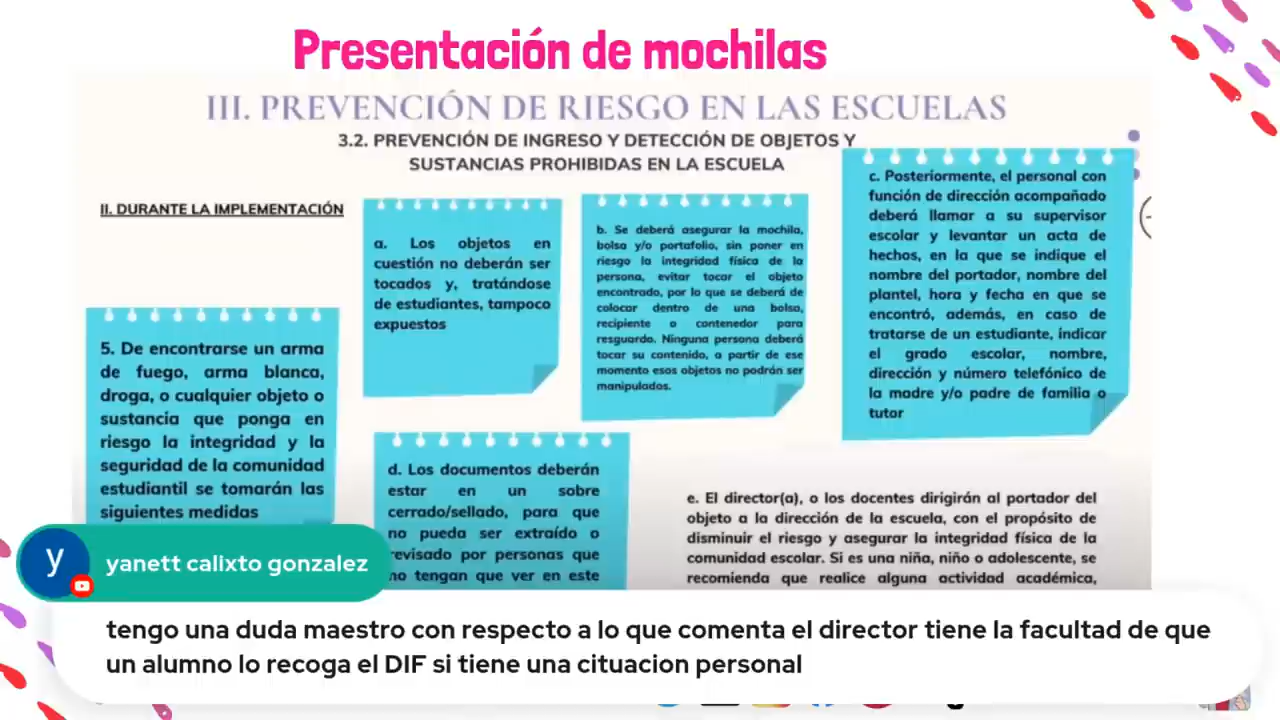 Presentación de mochilas
III. PREVENCIÓN DE RIESGO EN LAS ESCUELAS
3.2. PREVENCIÓN DE INGRESO Y DETECCIÓN DE OBJETOS Y
SUSTANCIAS PROHIBIDAS EN LA ESCUELA
II. DURANTE LA IMPLEMENTACIÓN
5. De encontrarse un arma
de fuego, arma blanca,
droga, o cualquier objeto o
sustancia que ponga en
riesgo la integridad y la
seguridad de la comunidad
estudiantil se tomarán las
siguientes medidas
a. Los objetos en
cuestión no deberán ser
tocados y, tratándose
de estudiantes, tampoco
expuestos
b. Se deberá asegurar la mochila,
bolsa y/o portafolio, sin poner en
riesgo la integridad física de la
persona, evitar tocar el objeto
encontrado, por lo que se deberá de
colocar dentro de una bolsa,
recipiente o contenedor para
resguardo. Ninguna persona deberá
tocar su contenido, a partir de ese
momento esos objetos no podrán ser
manipulados.
c. Posteriormente, el personal con
función de dirección acompañado
deberá llamar a su supervisor
escolar y levantar un acta de
hechos, en la que se indique el
nombre del portador, nombre del
plantel, hora y fecha en que se
encontró, además, en caso de
tratarse de un estudiante, indicar
el grado escolar, nombre,
dirección y número telefónico de
la madre y/o padre de familia o
tutor
d. Los documentos deberán
estar en un sobre
cerrado/sellado, para que
no pueda ser extraído o
revisado por personas que
no tengan que ver en este
e. El director(a), o los docentes dirigirán al portador del
objeto a la dirección de la escuela, con el propósito de
disminuir el riesgo y asegurar la integridad física de la
comunidad escolar. Si es una niña, niño o adolescente, se
recomienda que realice alguna actividad académica,
y
yanett calixto gonzalez
tengo una duda maestro con respecto a lo que comenta el director tiene la facultad de que
un alumno lo recoga el DIF si tiene una cituacion personal